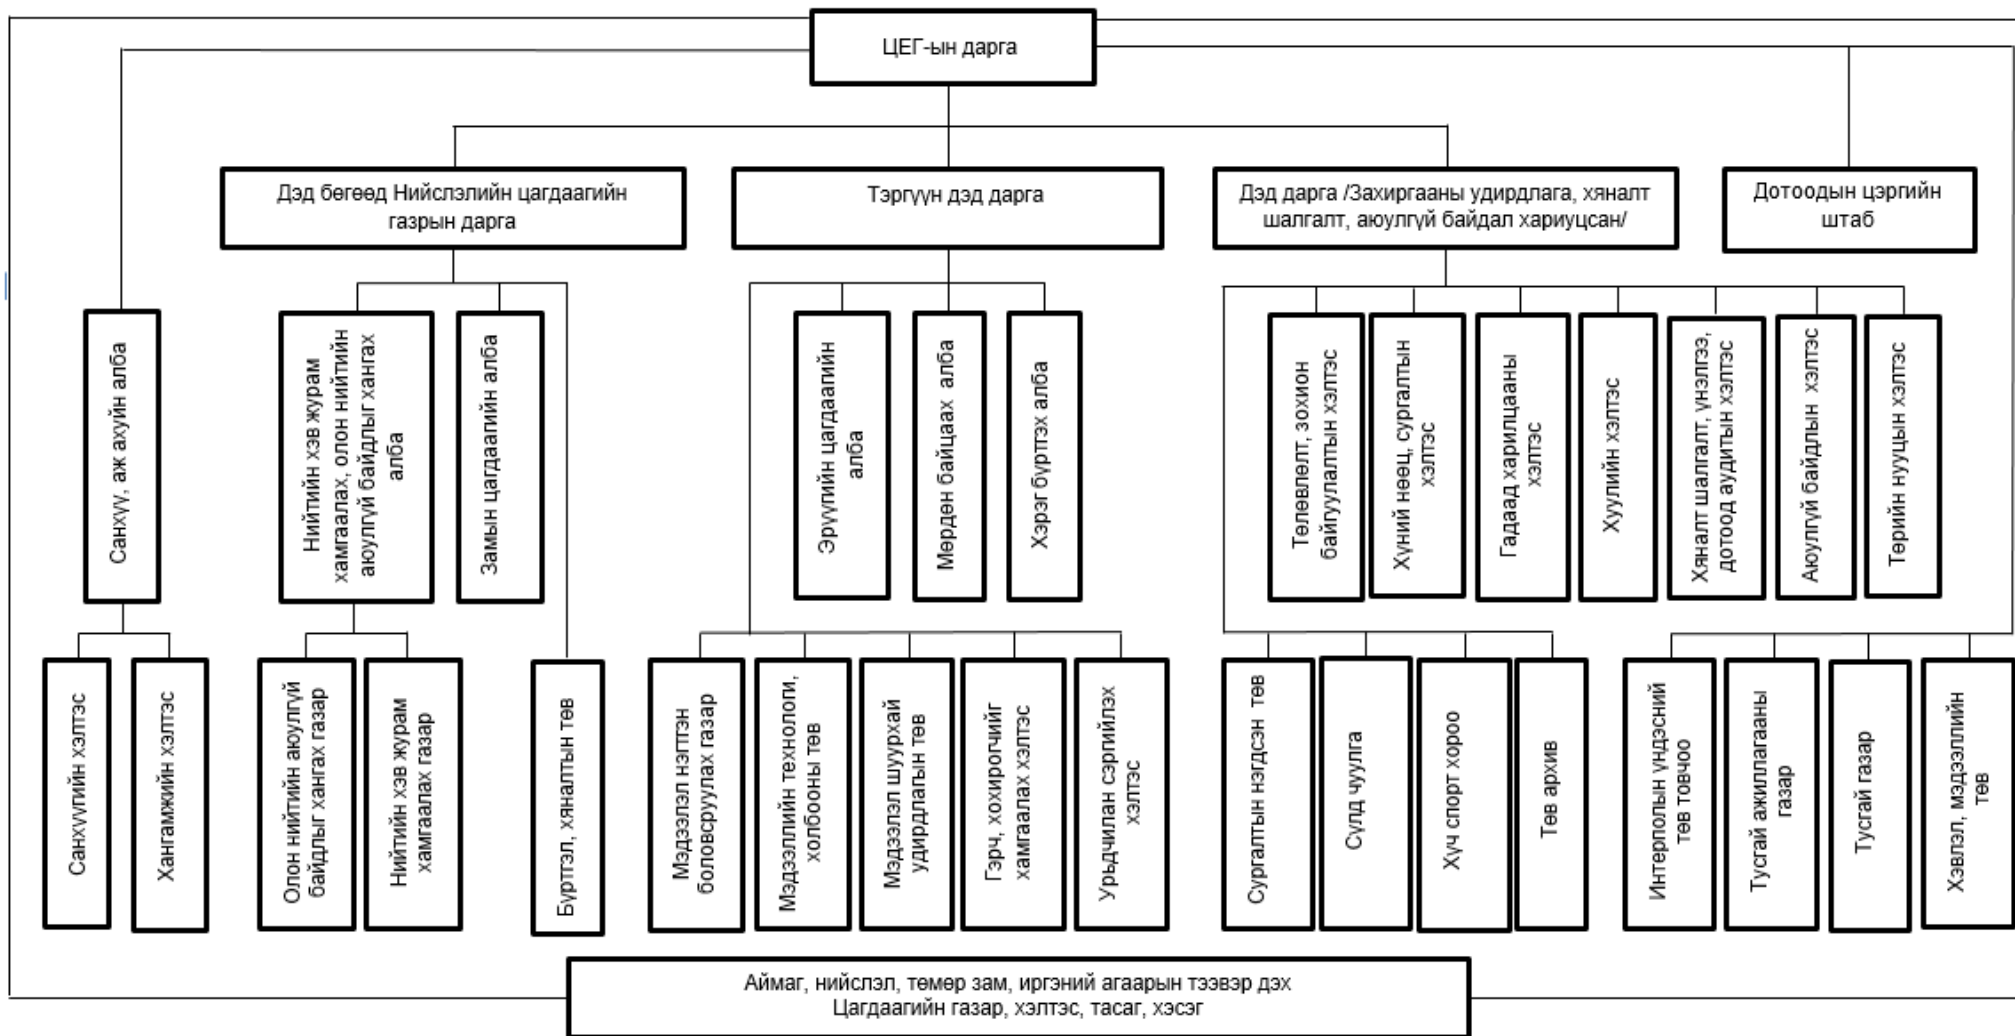 ЦЕГ-ын дарга
Дэд бөгөөд Нийслэлийн цагдаагийн
газрын дарга
Тэргүүн дэд дарга
Дэд дарга /Захиргааны удирдлага, хяналт
шалгалт, аюулгүй байдал хариуцсан/
Дотоодын цэргийн
штаб
Санхүү, аж ахуйн алба
Нийтийн хэв журам
хамгаалах, олон нийтийн
аюулгүй байдлыг хангах
алба
Замын цагдаагийн алба
Эрүүгийн цагдаагийн
алба
Мөрдөн байцаах алба
Хэрэг бүртгэх алба
Төлөвлөлт, зохион
байгуулалтын хэлтэс
Хүний нөөц, сургалтын
хэлтэс
Гадаад харилцааны
хэлтэс
Хуулийн хэлтэс
Хяналт шалгалт, үнэлгээ,
дотоод аудитын хэлтэс
Аюулгүй байдлын хэлтэс
Төрийн нууцын хэлтэс
Санхүүгийн хэлтэс
Хангамжийн хэлтэс
Олон нийтийн аюулгүй
байдлыг хангах газар
Нийтийн хэв журам
хамгаалах газар
Бүртгэл, хяналтын төв
Мэдээлэл нэгтгэн
боловсруулах газар
Мэдээллийн технологи,
холбооны төв
Мэдээлэл шуурхай
удирдлагын төв
Гэрч, хохирогчийг
хамгаалах хэлтэс
Урьдчилан сэргийлэх
хэлтэс
Сургалтын нэгдсэн төв
Сүлд чуулга
Хүч спорт хороо
Төв архив
Интерполын үндэсний
төв товчоо
Тусгай ажиллагааны
газар
Тусгай газар
Хэвлэл, мэдээллийн
төв
Аймаг, нийслэл, төмөр зам, иргэний агаарын тээвэр дэх
Цагдаагийн газар, хэлтэс, тасаг, хэсэг